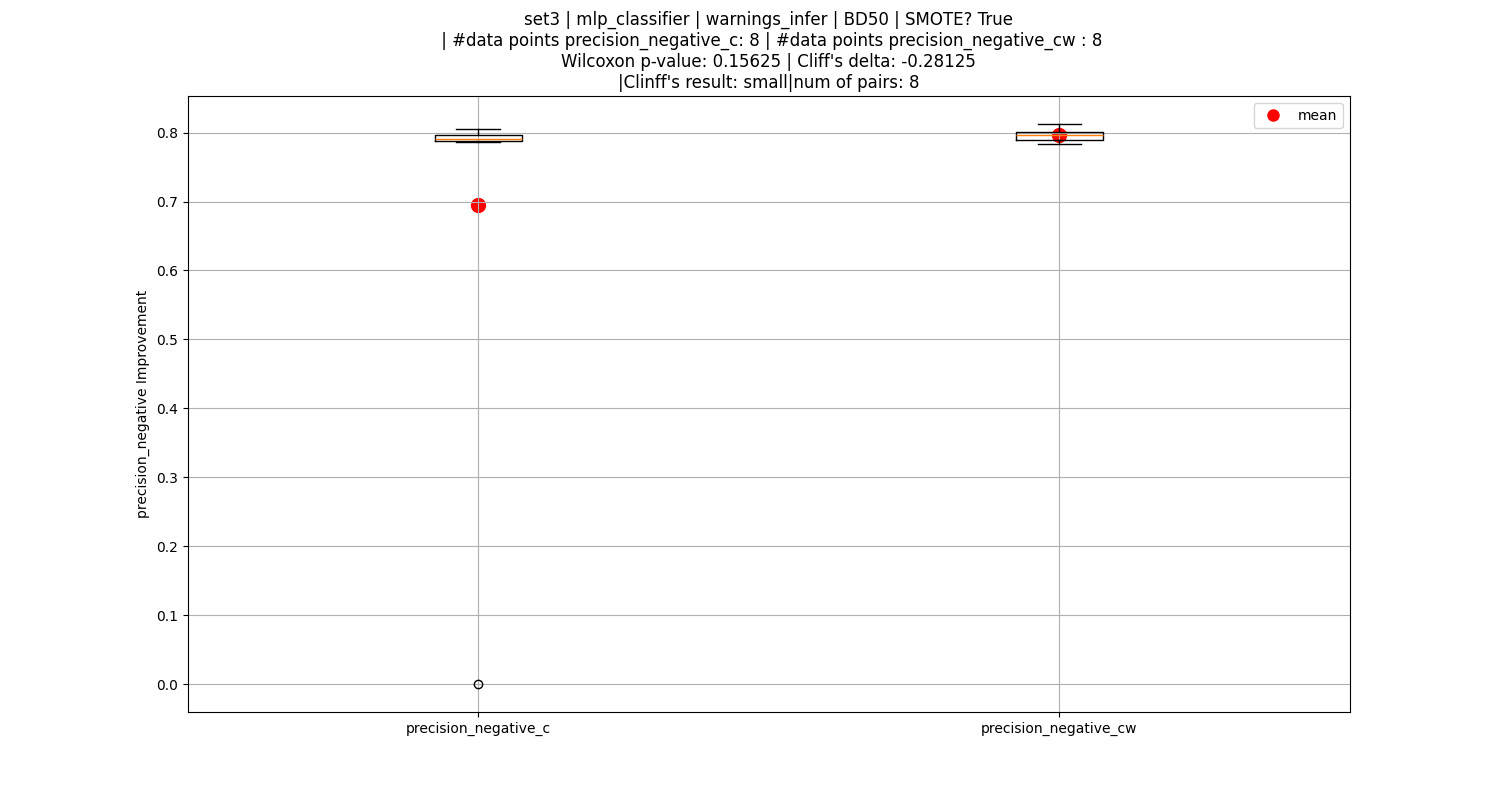 set3 | mlp_classifier | warnings_infer | BD50 | SMOTE? True
| #data points precision_negative_c: 8 | #data points precision_negative_cw : 8
Wilcoxon p-value: 0.15625 | Cliff's delta: -0.28125
|Clinff's result: small|num of pairs: 8
mean
0.8
0.7
0.6
0.5
0.4
0.3
0.2
0.1
0.0
precision_negative Improvement
precision_negative_c
precision_negative_cw